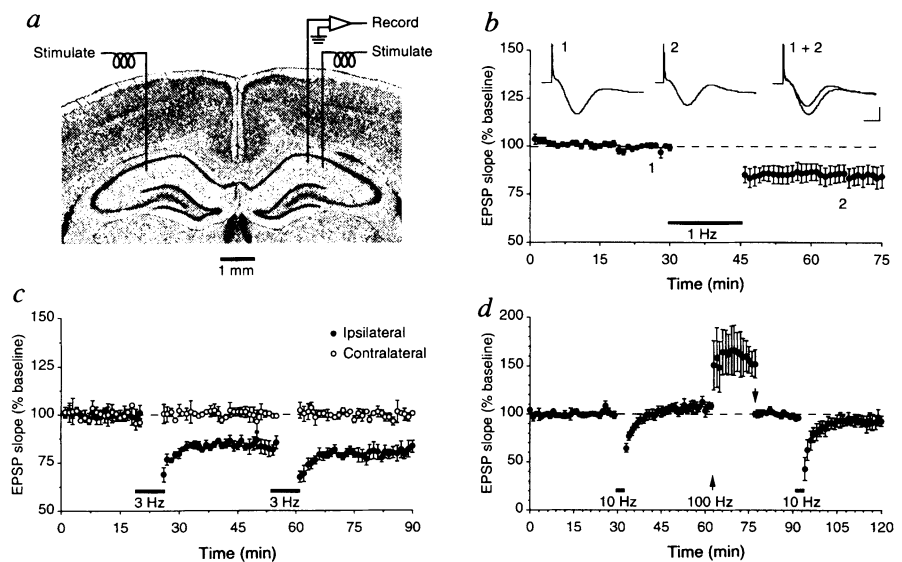 a
Record
Stimulate
Stimulate
1 mm
b
150
125
100
75
50
EPSP slope (% baseline)
1
2
1 + 2
1
2
1 Hz
0
15
30
45
60
75
Time (min)
c
150
125
100
75
50
EPSP slope (% baseline)
Ipsilateral
Contralateral
3 Hz
3 Hz
0
15
30
45
60
75
90
Time (min)
d
200
150
100
50
0
EPSP slope (% baseline)
10 Hz
100 Hz
10 Hz
0
15
30
45
60
75
90
105
120
Time (min)